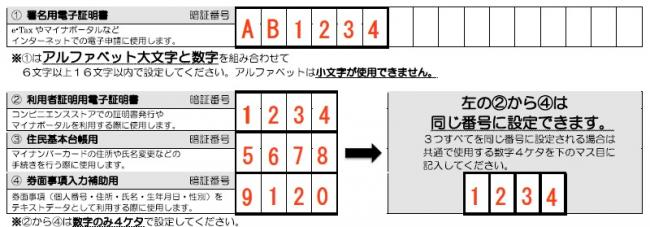 ① 署名用電子証明書 暗証番号
e-Tax やマイナポータルなど
インターネットでの電子申請に使用します。
A B 1 2 3 4
※①はアルファベット大文字と数字を組み合わせて
6文字以上16文字以内で設定してください。アルファベットは小文字が使用できません。
② 利用者証明用電子証明書 暗証番号
コンビニエンスストアでの証明書発行や
マイナポータルを利用する際に使用します。
1 2 3 4
③ 住民基本台帳用 暗証番号
マイナンバーカードの住所や氏名変更などの
手続きを行う際に使用します。
5 6 7 8
④ 券面事項入力補助用 暗証番号
券面事項（個人番号・住所・氏名・生年月日・性別）を
テキストデータとして利用する際に使用します。
9 1 2 0
※②から④は数字のみ4ケタで設定してください。
左の②から④は
同じ番号に設定できます。
3つすべてを同じ番号に設定される場合は
共通で使用する数字4ケタを下のマス目に
記入してください。
1 2 3 4